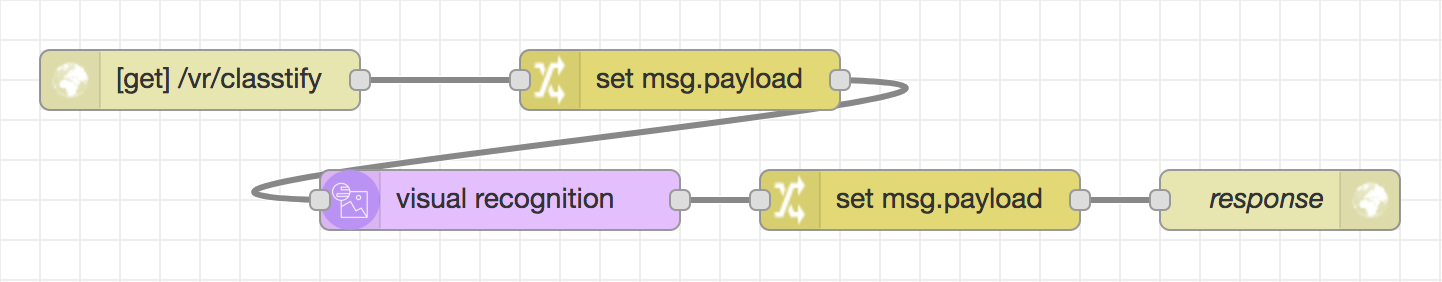 [get] /vr/classtify
set msg.payload
visual recognition
set msg.payload
response